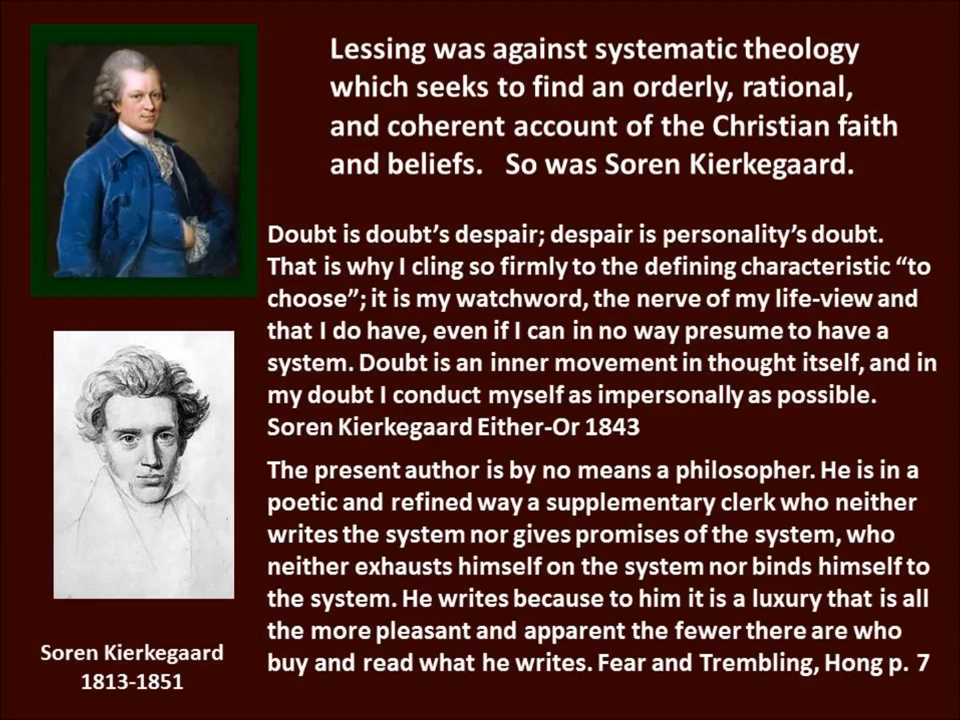 Lessing was against systematic theology
which seeks to find an orderly, rational,
and coherent account of the Christian faith
and beliefs.   So was Soren Kierkegaard.
Doubt is doubt’s despair; despair is personality’s doubt.
That is why I cling so firmly to the defining characteristic “to
choose”; it is my watchword, the nerve of my life-view and
that I do have, even if I can in no way presume to have a
system. Doubt is an inner movement in thought itself, and in
my doubt I conduct myself as impersonally as possible.
Soren Kierkegaard Either-Or 1843
The present author is by no means a philosopher. He is in a
poetic and refined way a supplementary clerk who neither
writes the system nor gives promises of the system, who
neither exhausts himself on the system nor binds himself to
the system. He writes because to him it is a luxury that is all
the more pleasant and apparent the fewer there are who
buy and read what he writes. Fear and Trembling, Hong p. 7
Soren Kierkegaard
1813-1851